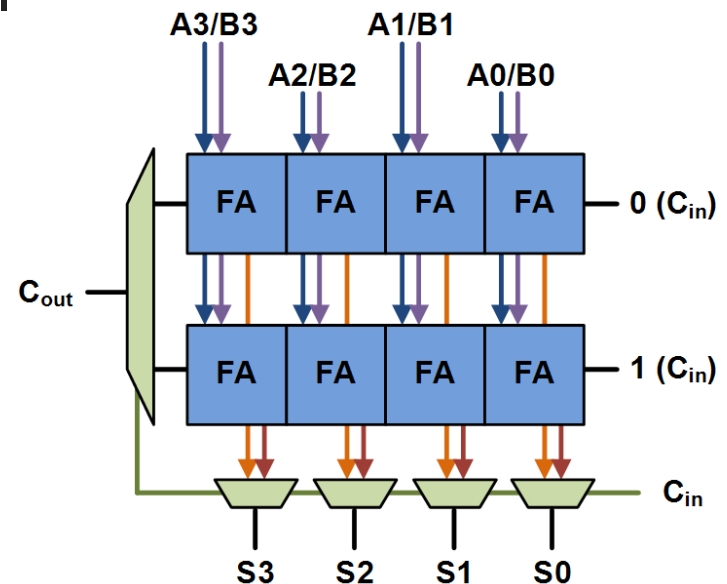 A3/B3 A1/B1
A2/B2 A0/B0
FA FA FA FA 0 (Cin)
Cout
FA FA FA FA 1 (Cin)
Cin
S3 S2 S1 S0